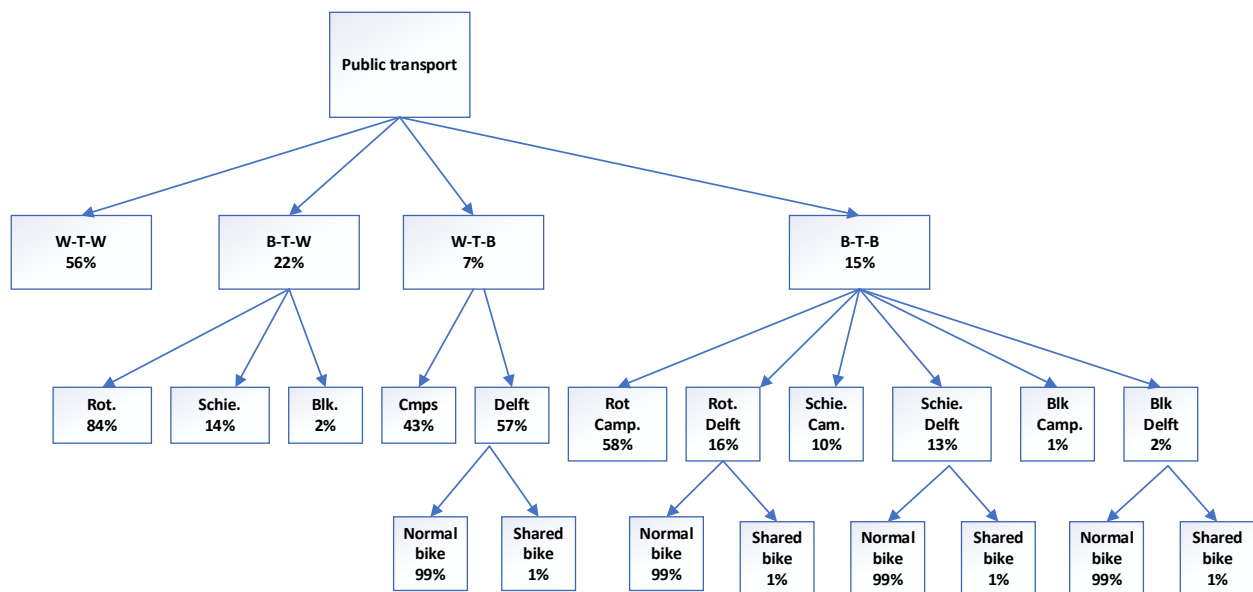 Public transport
W-T-W
56%
B-T-W
22%
W-T-B
7%
B-T-B
15%
Rot.
84%
Schie.
14%
Blk.
2%
Cmps
43%
Delft
57%
Rot
Camp.
58%
Rot.
Delft
16%
Schie.
Cam.
10%
Schie.
Delft
13%
Blk
Camp.
1%
Blk
Delft
2%
Normal
bike
99%
Shared
bike
1%
Normal
bike
99%
Shared
bike
1%
Normal
bike
99%
Shared
bike
1%
Normal
bike
99%
Shared
bike
1%